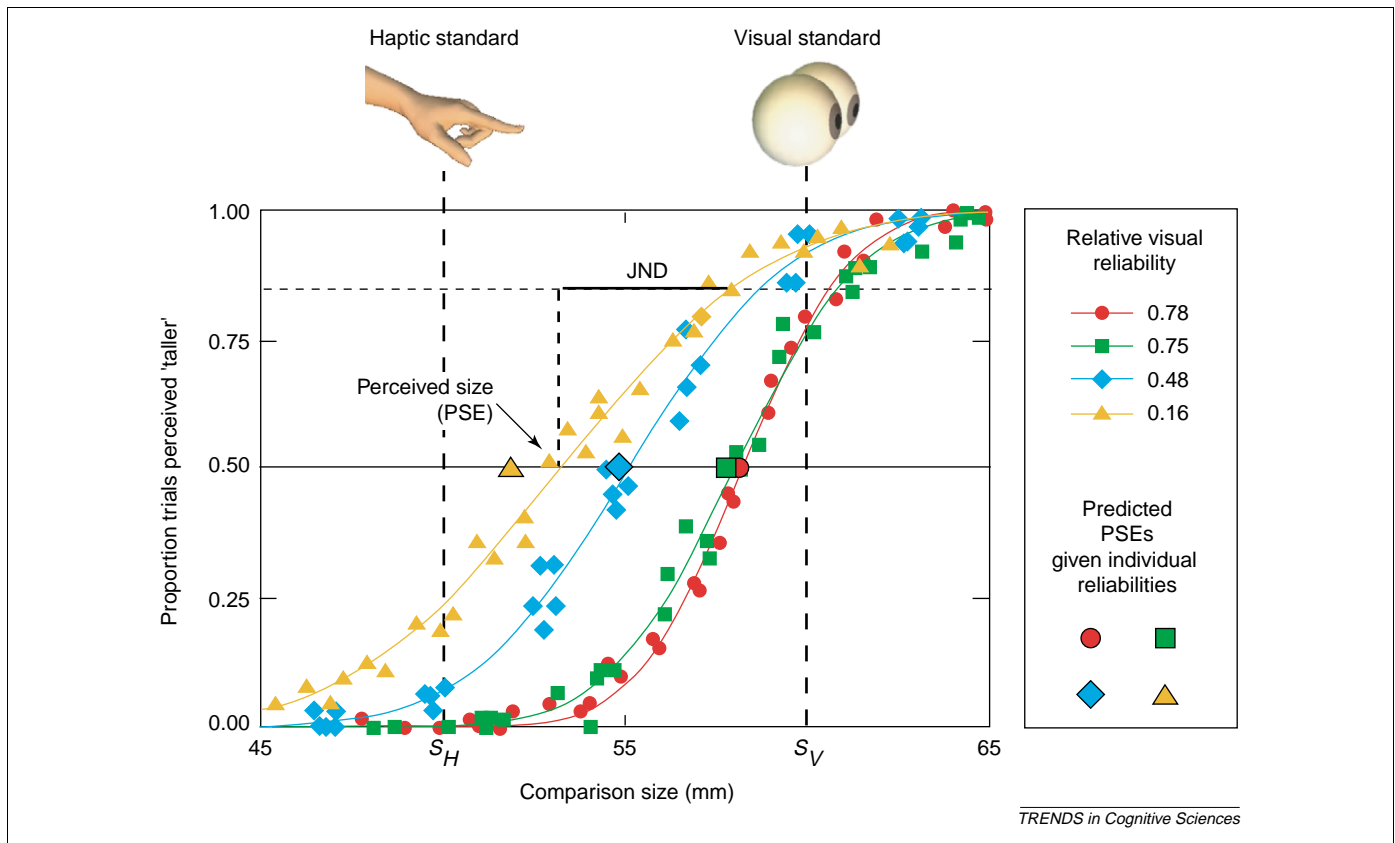 Haptic standard
Visual standard
1.00
0.75
0.50
0.25
0.00
Proportion trials perceived 'taller'
JND
Perceived size
(PSE)
45
S_H
55
S_V
65
Comparison size (mm)
Relative visual
reliability
0.78
0.75
0.48
0.16
Predicted
PSEs
given individual
reliabilities
TRENDS in Cognitive Sciences